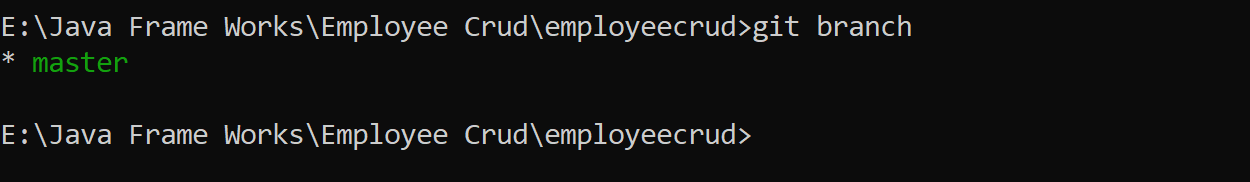 E:\Java Frame Works\Employee Crud\employeecrud>git branch
* master
E:\Java Frame Works\Employee Crud\employeecrud>